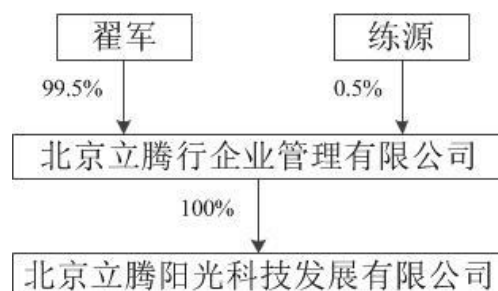 翟军 练源
99.5% 0.5%
北京立腾行企业管理有限公司
100%
北京立腾阳光科技发展有限公司